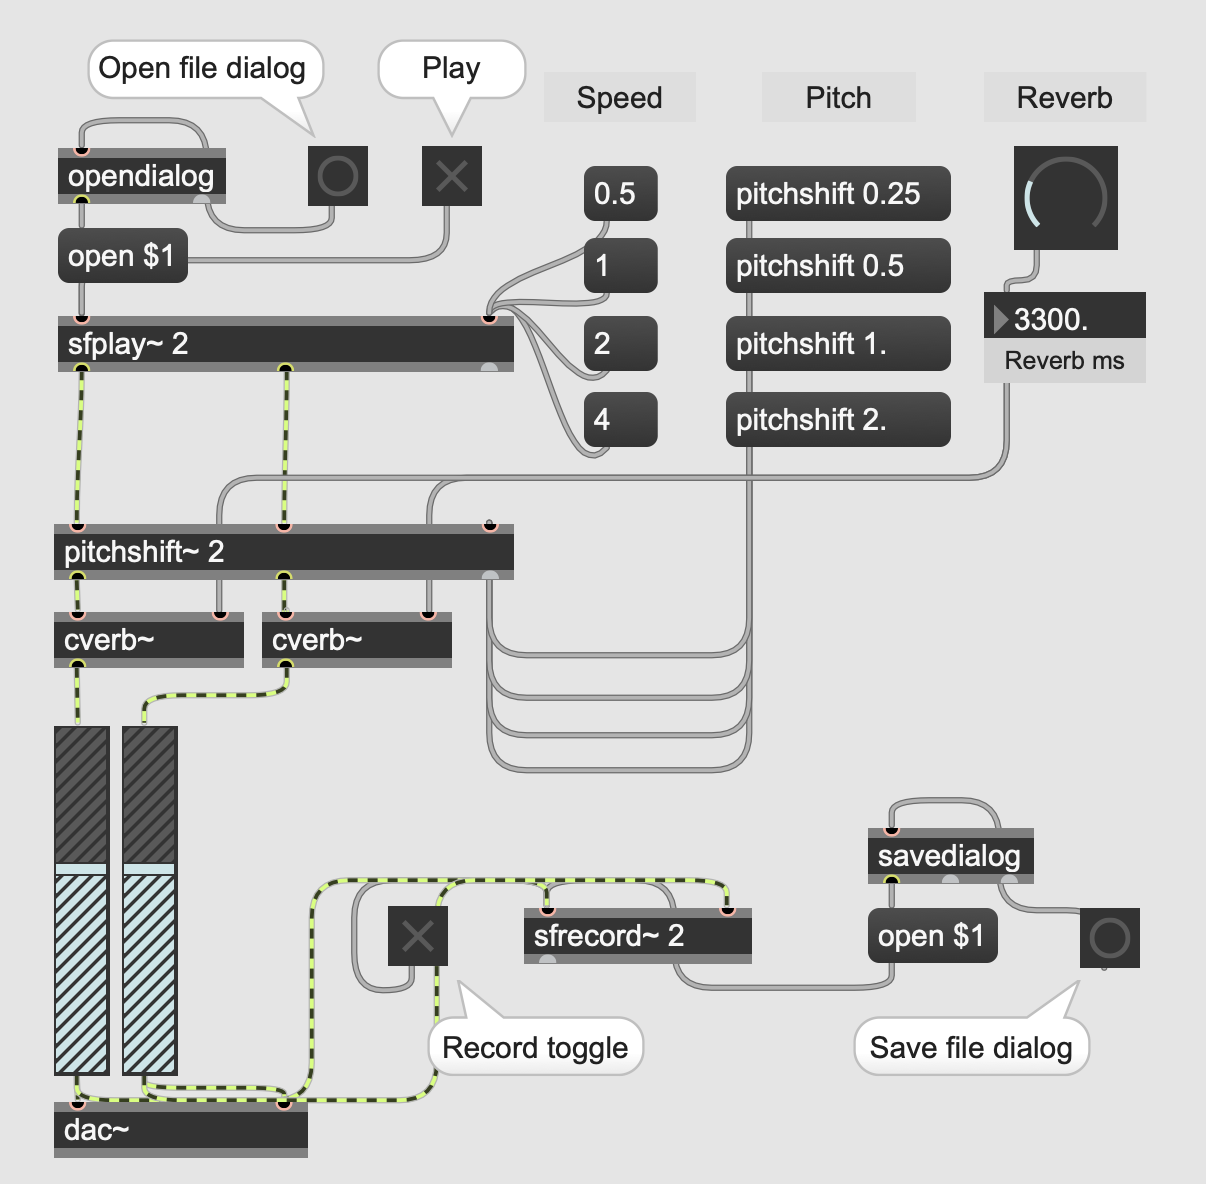 Open file dialog
Play
Speed
Pitch
Reverb
opendialog
open $1
0.5
1
2
4
pitchshift 0.25
pitchshift 0.5
pitchshift 1.
pitchshift 2.
3300.
Reverb ms
sfplay~ 2
pitchshift~ 2
cverb~
cverb~
savedialog
sfrecord~ 2
open $1
Record toggle
Save file dialog
dac~